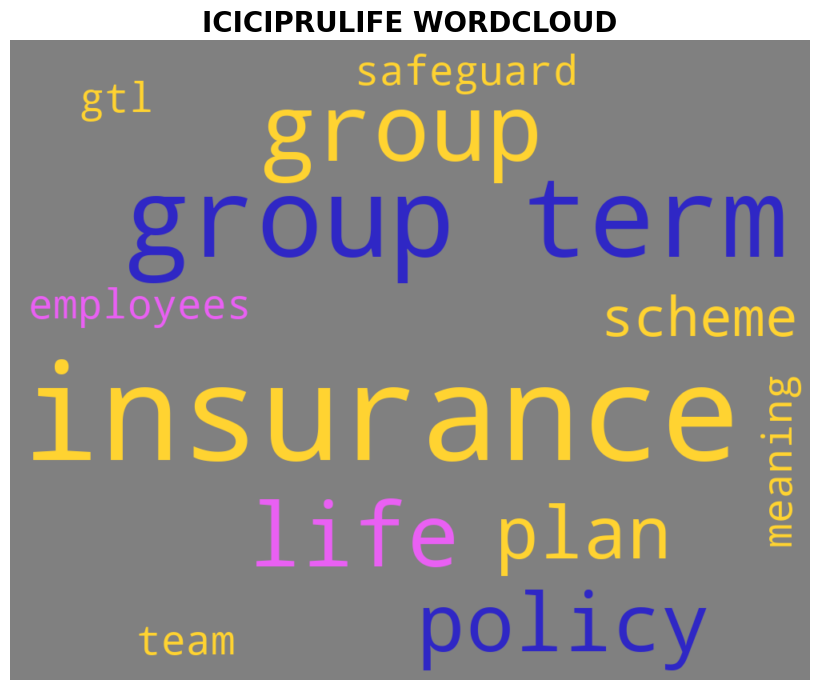 ICICIPRULIFE WORDCLOUD
safeguard
gtl
group
group term
employees
scheme
insurance
meaning
life
plan
policy
team